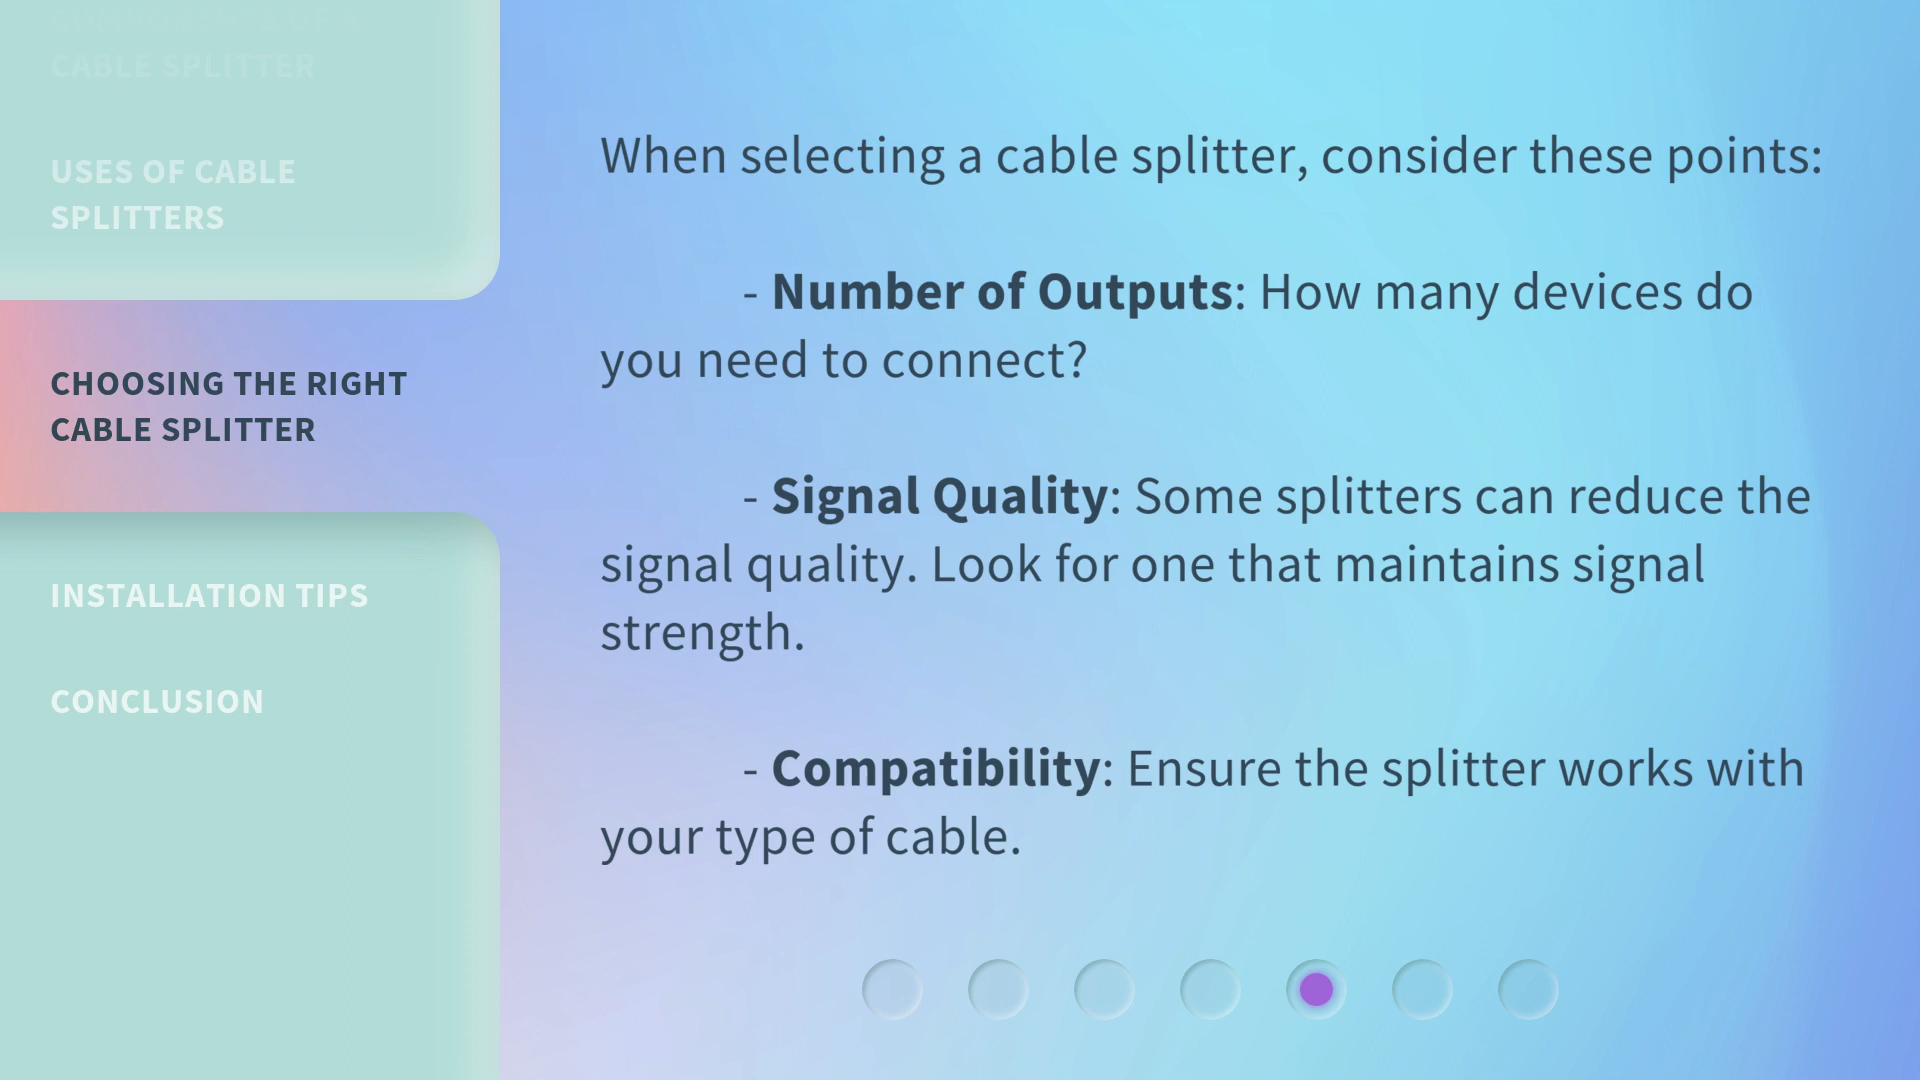 CABLE SPLITTER
USES OF CABLE
SPLITTERS
CHOOSING THE RIGHT
CABLE SPLITTER
INSTALLATION TIPS
CONCLUSION
When selecting a cable splitter, consider these points:
- Number of Outputs: How many devices do
you need to connect?
- Signal Quality: Some splitters can reduce the
signal quality. Look for one that maintains signal
strength.
- Compatibility: Ensure the splitter works with
your type of cable.